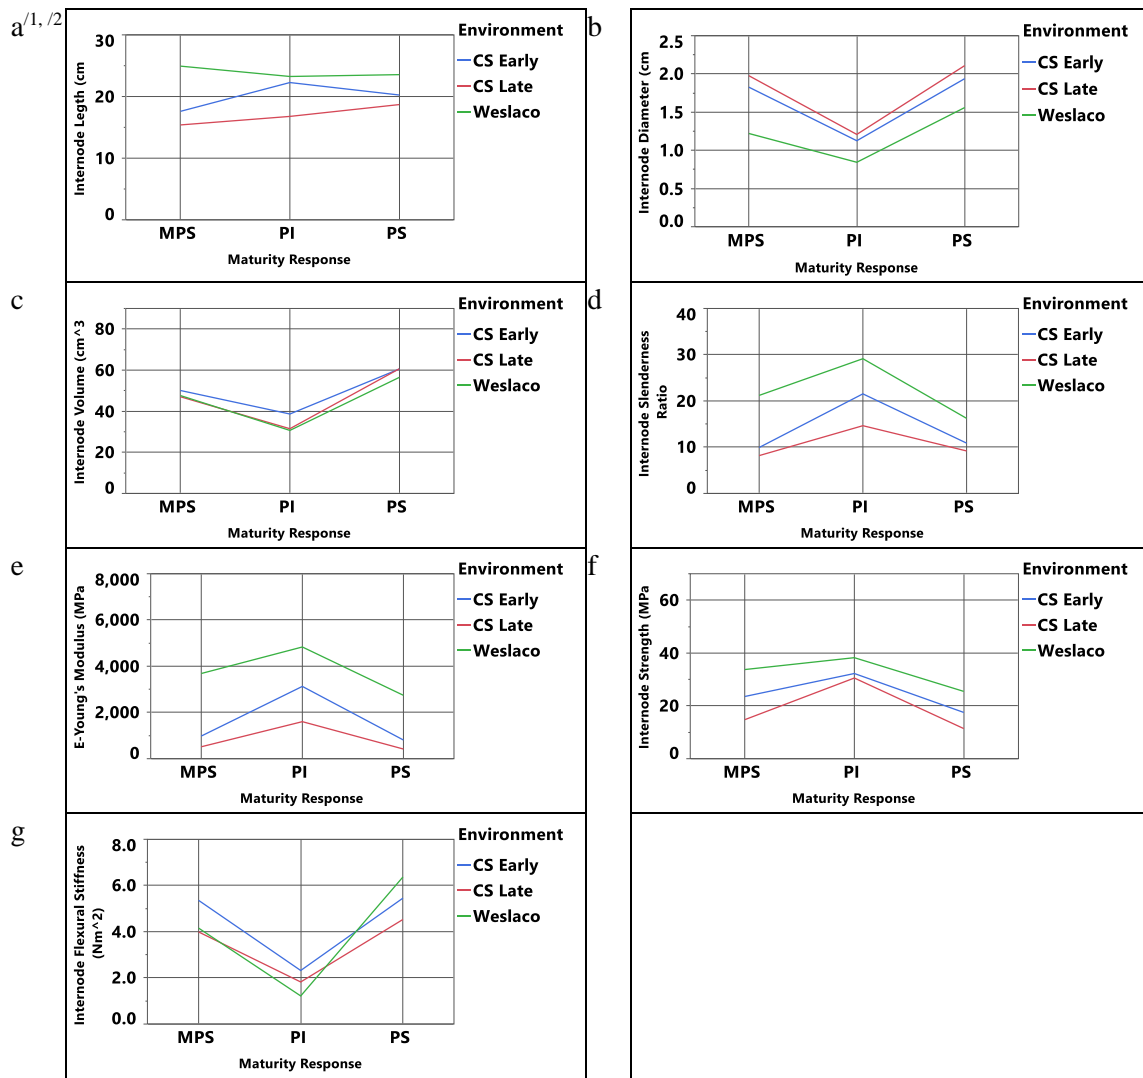 a/1, /2
Internode Legth (cm
30
20
10
0
MPS PI PS
Maturity Response
Environment
CS Early
CS Late
Weslaco
b
Internode Diameter (cm
2.5
2.0
1.5
1.0
0.5
0.0
MPS PI PS
Maturity Response
Environment
CS Early
CS Late
Weslaco
c
Internode Volume (cm^3
80
60
40
20
0
MPS PI PS
Maturity Response
Environment
CS Early
CS Late
Weslaco
d
Internode Slenderness
Ratio
40
30
20
10
0
MPS PI PS
Maturity Response
Environment
CS Early
CS Late
Weslaco
e
E-Young's Modulus (MPa
8,000
6,000
4,000
2,000
0
MPS PI PS
Maturity Response
Environment
CS Early
CS Late
Weslaco
f
Internode Strength (MPa
60
40
20
0
MPS PI PS
Maturity Response
Environment
CS Early
CS Late
Weslaco
g
Internode Flexural Stiffness
(Nm^2)
8.0
6.0
4.0
2.0
0.0
MPS PI PS
Maturity Response
Environment
CS Early
CS Late
Weslaco